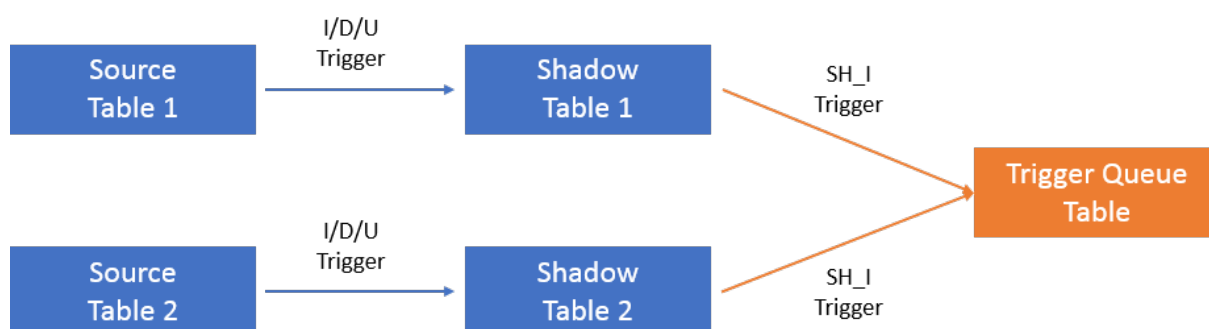 I/D/U
Trigger
Source
Table 1
Shadow
Table 1
SH_I
Trigger
Trigger Queue
Table
I/D/U
Trigger
Source
Table 2
Shadow
Table 2
SH_I
Trigger